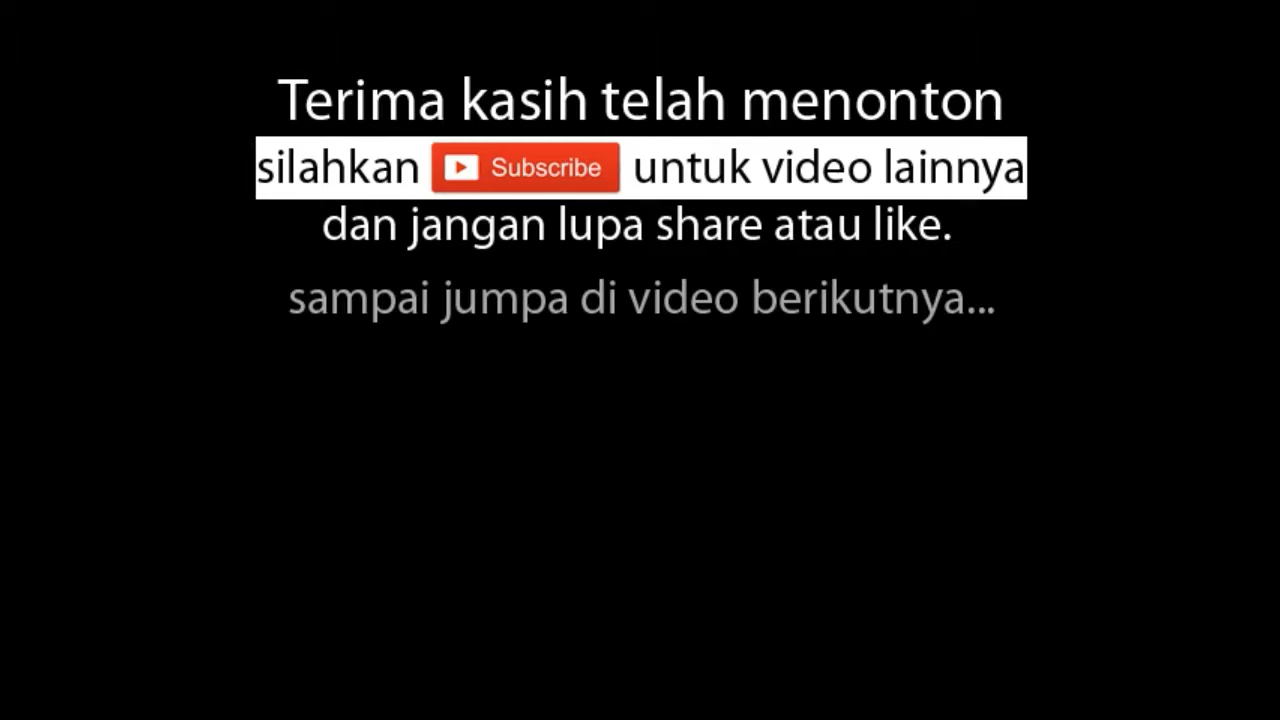 Terima kasih telah menonton
silahkan Subscribe untuk video lainnya
dan jangan lupa share atau like.
sampai jumpa di video berikutnya...